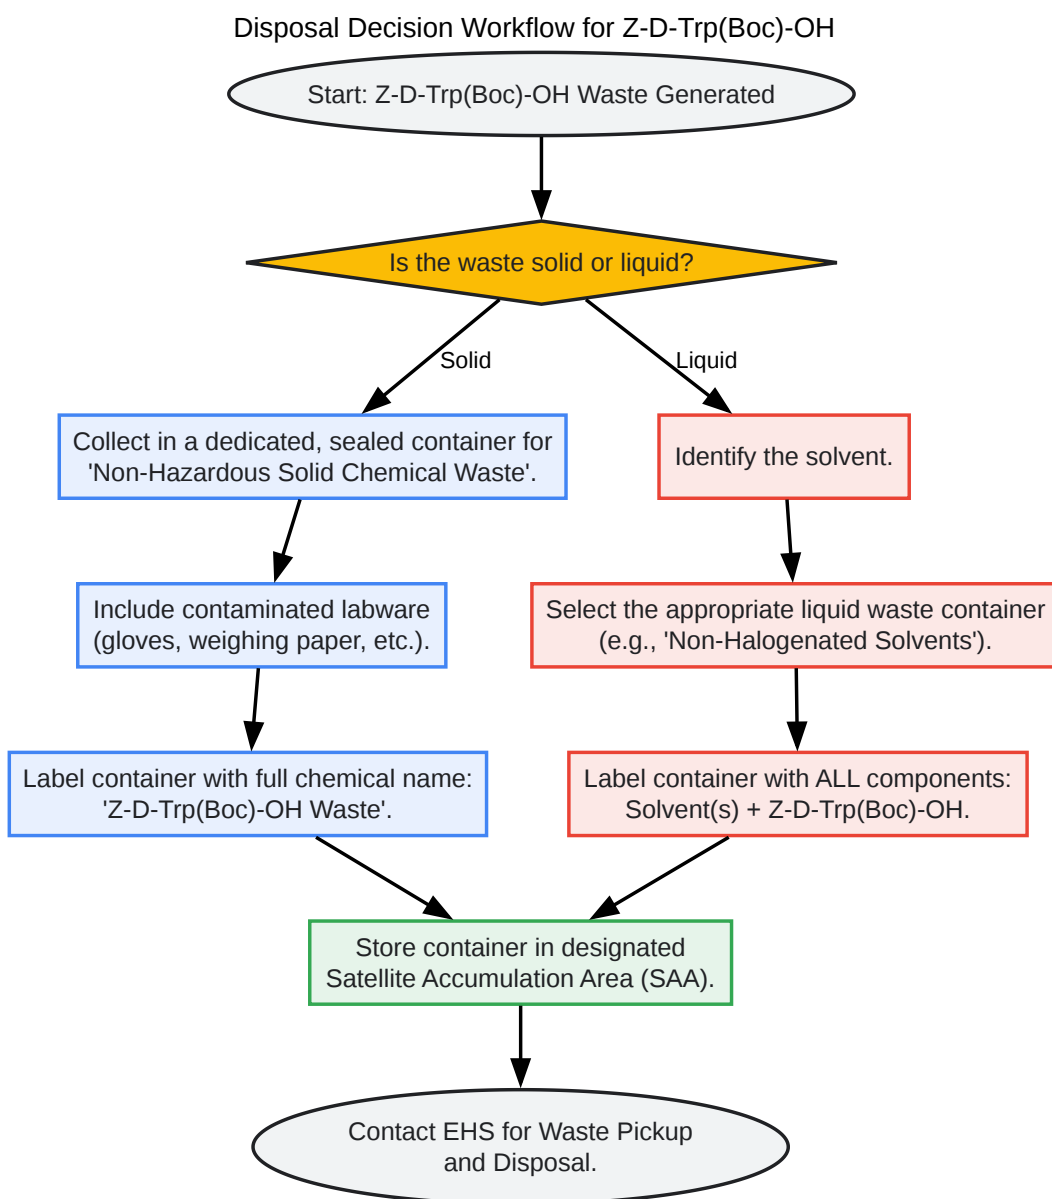 Disposal Decision Workflow for Z-D-Trp(Boc)-OH
Start: Z-D-Trp(Boc)-OH Waste Generated
Is the waste solid or liquid?
Solid
Liquid
Collect in a dedicated, sealed container for
'Non-Hazardous Solid Chemical Waste'.
Identify the solvent.
Include contaminated labware
(gloves, weighing paper, etc.).
Select the appropriate liquid waste container
(e.g., 'Non-Halogenated Solvents').
Label container with full chemical name:
'Z-D-Trp(Boc)-OH Waste'.
Label container with ALL components:
Solvent(s) + Z-D-Trp(Boc)-OH.
Store container in designated
Satellite Accumulation Area (SAA).
Contact EHS for Waste Pickup
and Disposal.